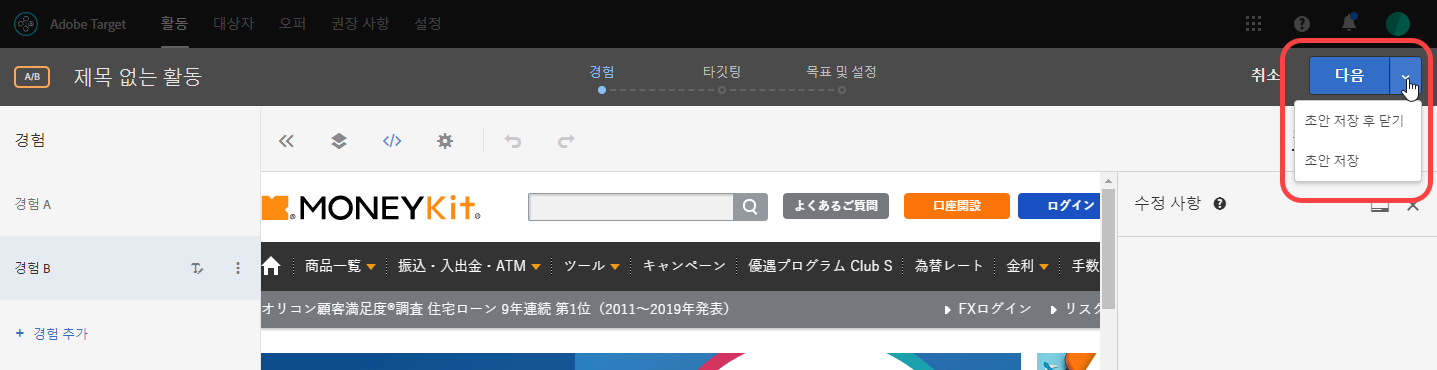 Adobe Target 활동 대상자 오퍼 권장 사항 설정
A/B 제목 없는 활동 경험 타깃팅 목표 및 설정 취소 다음
초안 저장 후 닫기
초안 저장
경험
</>
경험 A
경험 B
+ 경험 추가
MONEYKit® よくあるご質問 口座開設 ログイン
商品一覧 振込・入出金・ATM ツール キャンペーン 優遇プログラム Club S 為替レート 金利 手数
オリコン顧客満足度®調査 住宅ローン 9年連続 第1位（2011～2019年発表） FXログイン リスク
수정 사항